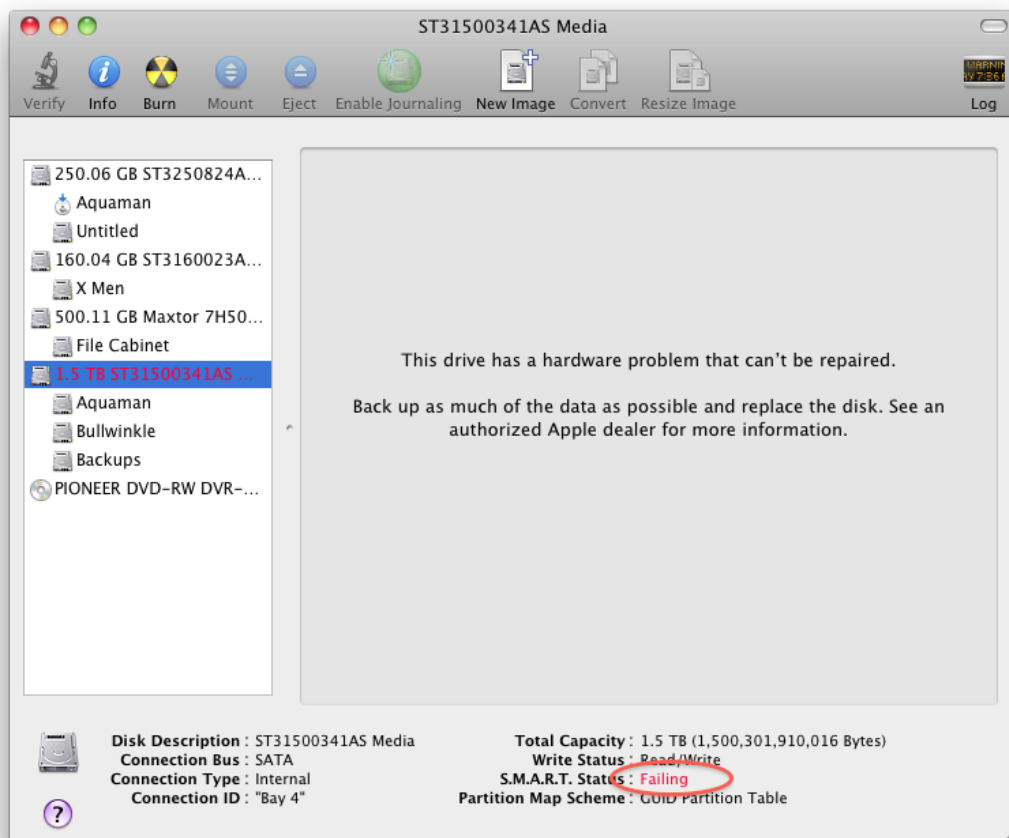 ST31500341AS Media
Verify Info Burn Mount Eject Enable Journaling New Image Convert Resize Image Log
250.06 GB ST3250824A...
Aquaman
Untitled
160.04 GB ST3160023A...
X Men
500.11 GB Maxtor 7H50...
File Cabinet
1.5 TB ST31500341AS ...
Aquaman
Bullwinkle
Backups
PIONEER DVD-RW DVR-...
This drive has a hardware problem that can't be repaired.
Back up as much of the data as possible and replace the disk. See an
authorized Apple dealer for more information.
Disk Description : ST31500341AS Media
Connection Bus : SATA
Connection Type : Internal
Connection ID : "Bay 4"
Total Capacity : 1.5 TB (1,500,301,910,016 Bytes)
Write Status : Read/Write
S.M.A.R.T. Status : Failing
Partition Map Scheme : GUID Partition Table
?